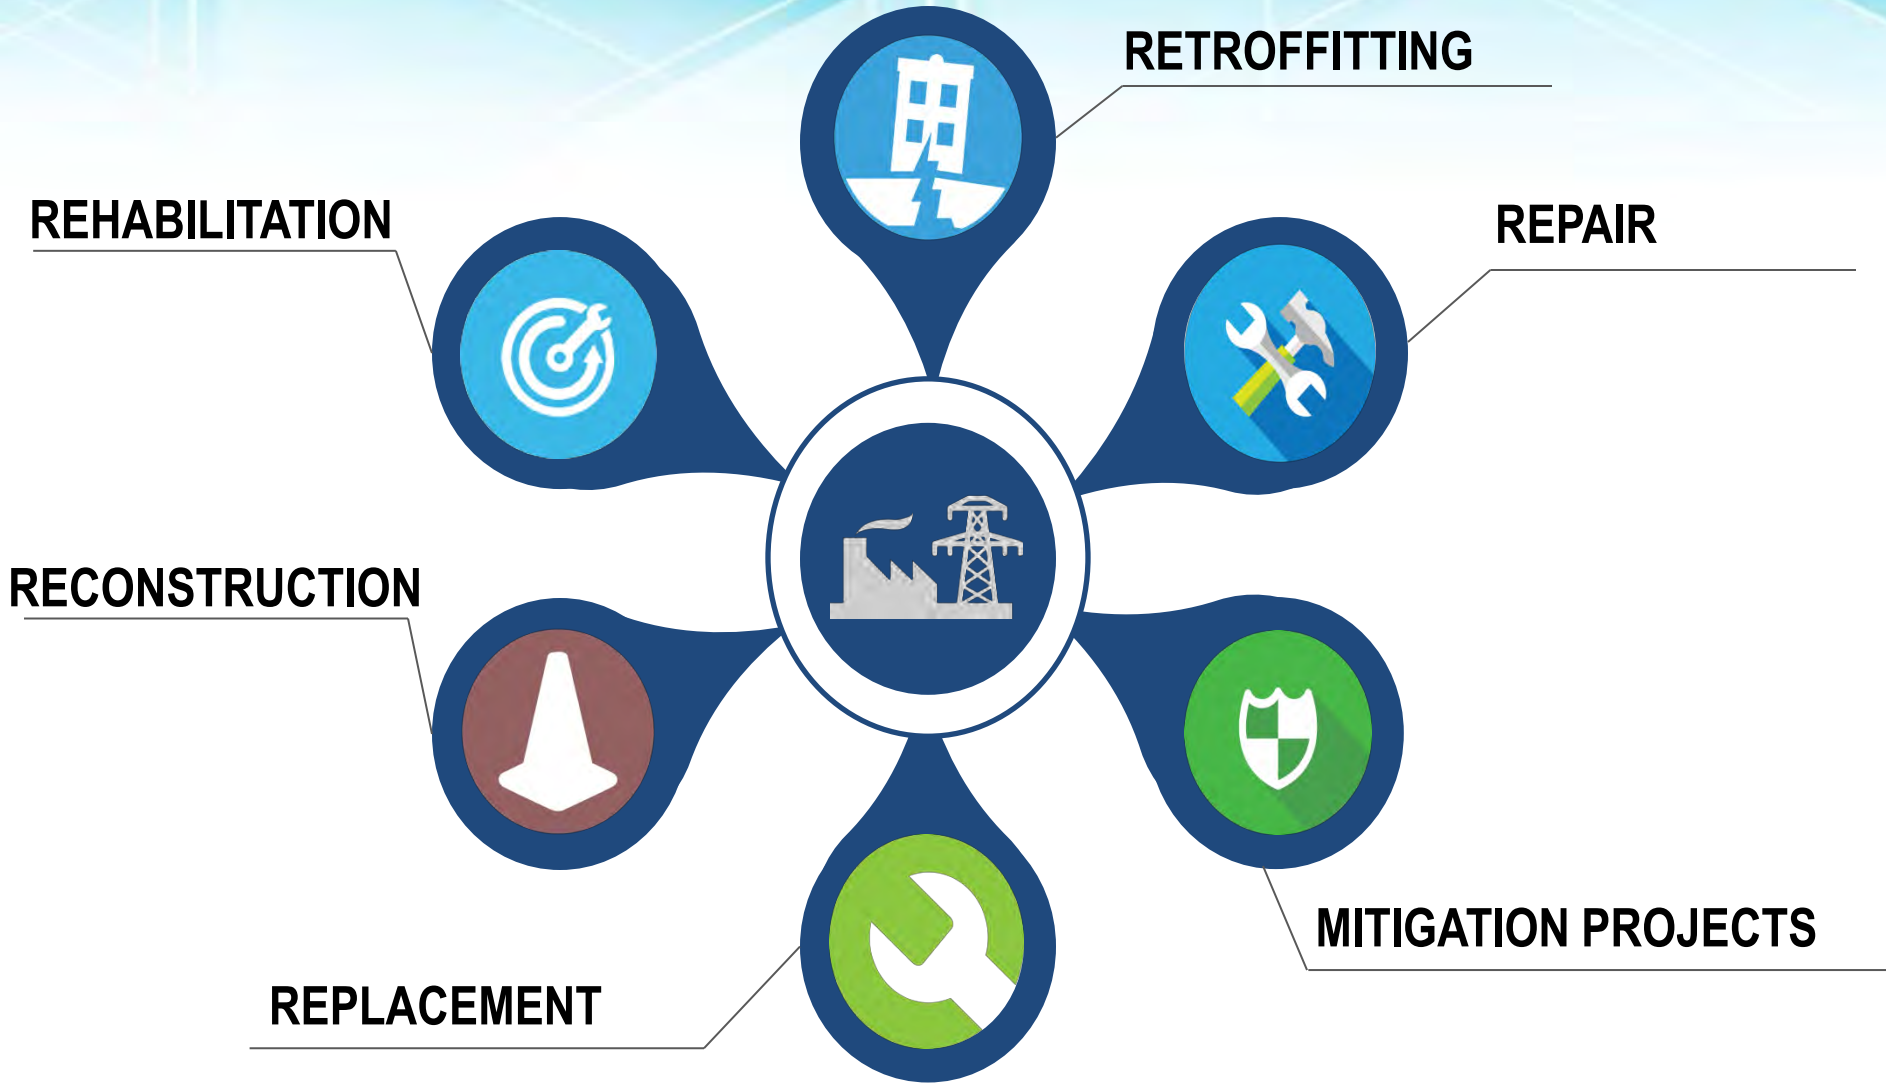 RETROFFITTING
REHABILITATION
REPAIR
RECONSTRUCTION
MITIGATION PROJECTS
REPLACEMENT